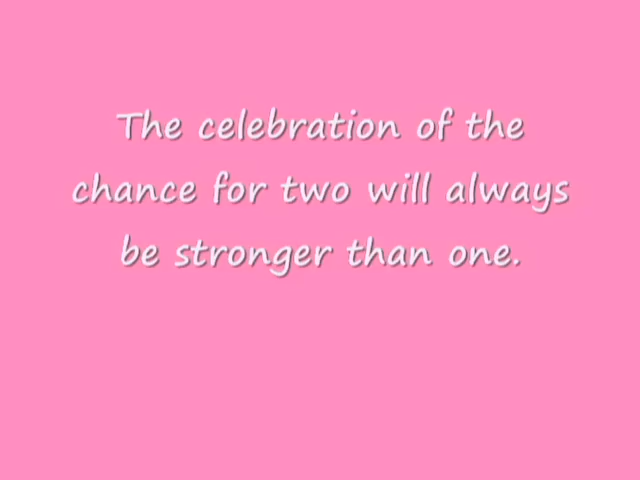 The celebration of the
chance for two will always
be stronger than one.